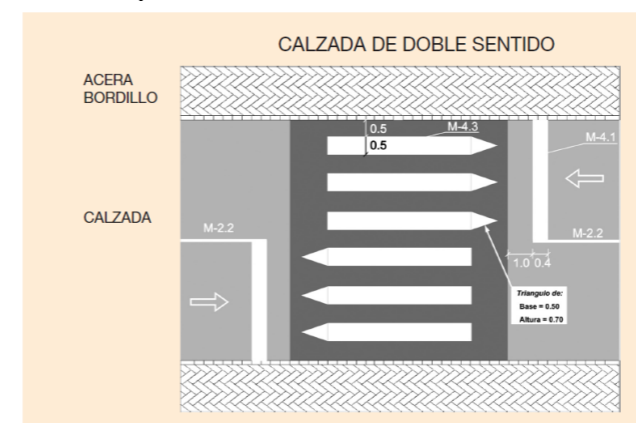 CALZADA DE DOBLE SENTIDO
ACERA
BORDILLO
0.5
M-4.3
0.5
M-4.1
CALZADA
M-2.2
M-2.2
1.0 0.4
Triangulo de:
Base = 0.50
Altura = 0.70